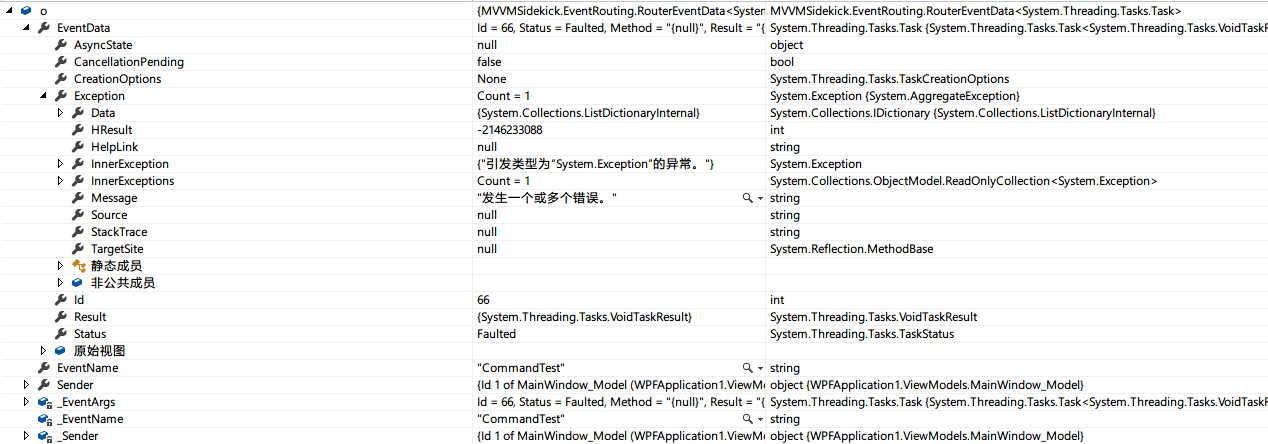 o {MVVMSidekick.EventRouting.RouterEventData<System MVVMSidekick.EventRouting.RouterEventData<System.Threading.Tasks.Task>
EventData Id = 66, Status = Faulted, Method = "{null}", Result = "{ System.Threading.Tasks.Task {System.Threading.Tasks.Task<System.Threading.Tasks.VoidTaskR
AsyncState null object
CancellationPending false bool
CreationOptions None System.Threading.Tasks.TaskCreationOptions
Exception Count = 1 System.Exception {System.AggregateException}
Data {System.Collections.ListDictionaryInternal} System.Collections.IDictionary {System.Collections.ListDictionaryInternal}
HResult -2146233088 int
HelpLink null string
InnerException {"引发类型为“System.Exception”的异常。"} System.Exception
InnerExceptions Count = 1 System.Collections.ObjectModel.ReadOnlyCollection<System.Exception>
Message "发生一个或多个错误。" string
Source null string
StackTrace null string
TargetSite null System.Reflection.MethodBase
静态成员
非公共成员
Id 66 int
Result {System.Threading.Tasks.VoidTaskResult} System.Threading.Tasks.VoidTaskResult
Status Faulted System.Threading.Tasks.TaskStatus
原始视图
EventName "CommandTest" string
Sender {Id 1 of MainWindow_Model (WPFApplication1.ViewM object {WPFApplication1.ViewModels.MainWindow_Model}
_EventArgs Id = 66, Status = Faulted, Method = "{null}", Result = "{ System.Threading.Tasks.Task {System.Threading.Tasks.Task<System.Threading.Tasks.VoidTaskR
_EventName "CommandTest" string
_Sender {Id 1 of MainWindow_Model (WPFApplication1.ViewM object {WPFApplication1.ViewModels.MainWindow_Model}